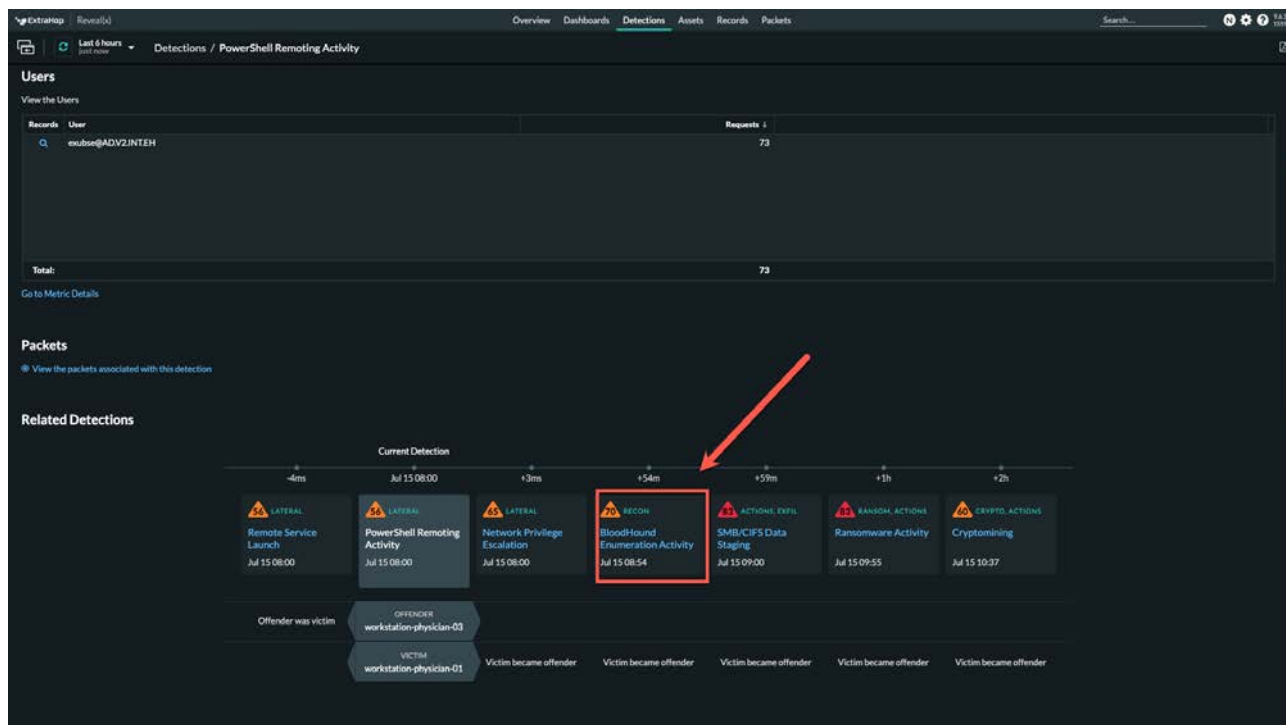 ExtraHop Reveal(x) Overview Dashboards Detections Assets Records Packets Search...
Last 6 hours
just now
Detections / PowerShell Remoting Activity
Users
View the Users
Records User Requests ↓
exubse@AD.V2.INT.EH 73
Total: 73
Go to Metric Details
Packets
View the packets associated with this detection
Related Detections
Current Detection
-4ms Jul 15 08:00 +3ms +54m +59m +1h +2h
56 LATERAL
Remote Service
Launch
Jul 15 08:00
56 LATERAL
PowerShell Remoting
Activity
Jul 15 08:00
65 LATERAL
Network Privilege
Escalation
Jul 15 08:00
70 RECON
BloodHound
Enumeration Activity
Jul 15 08:54
83 ACTIONS, EXFIL
SMB/CIFS Data
Staging
Jul 15 09:00
RANSOM, ACTIONS
Ransomware Activity
Jul 15 09:55
60 CRYPTO, ACTIONS
Cryptomining
Jul 15 10:37
Offender was victim
OFFENDER
workstation-physician-03
VICTIM
workstation-physician-01
Victim became offender Victim became offender Victim became offender Victim became offender Victim became offender